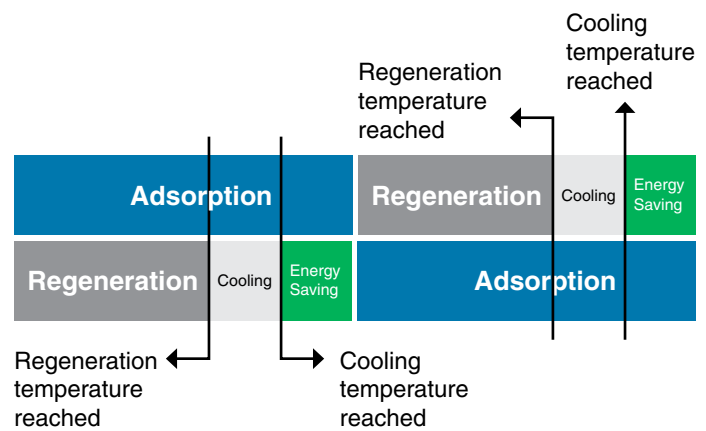 Cooling
temperature
reached
Regeneration
temperature
reached
Adsorption
Regeneration
Cooling
Energy
Saving
Regeneration
Cooling
Energy
Saving
Adsorption
Regeneration
temperature
reached
Cooling
temperature
reached